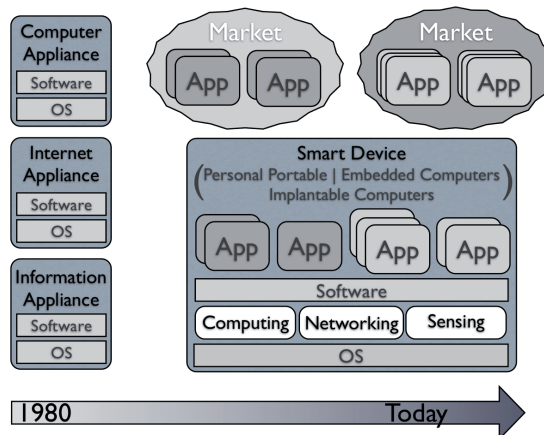 Computer
Appliance
Software
OS
Internet
Appliance
Software
OS
Information
Appliance
Software
OS
Market
App
App
Market
App
App
Smart Device
(Personal Portable | Embedded Computers
Implantable Computers)
App
App
App
App
Software
Computing
Networking
Sensing
OS
1980
Today